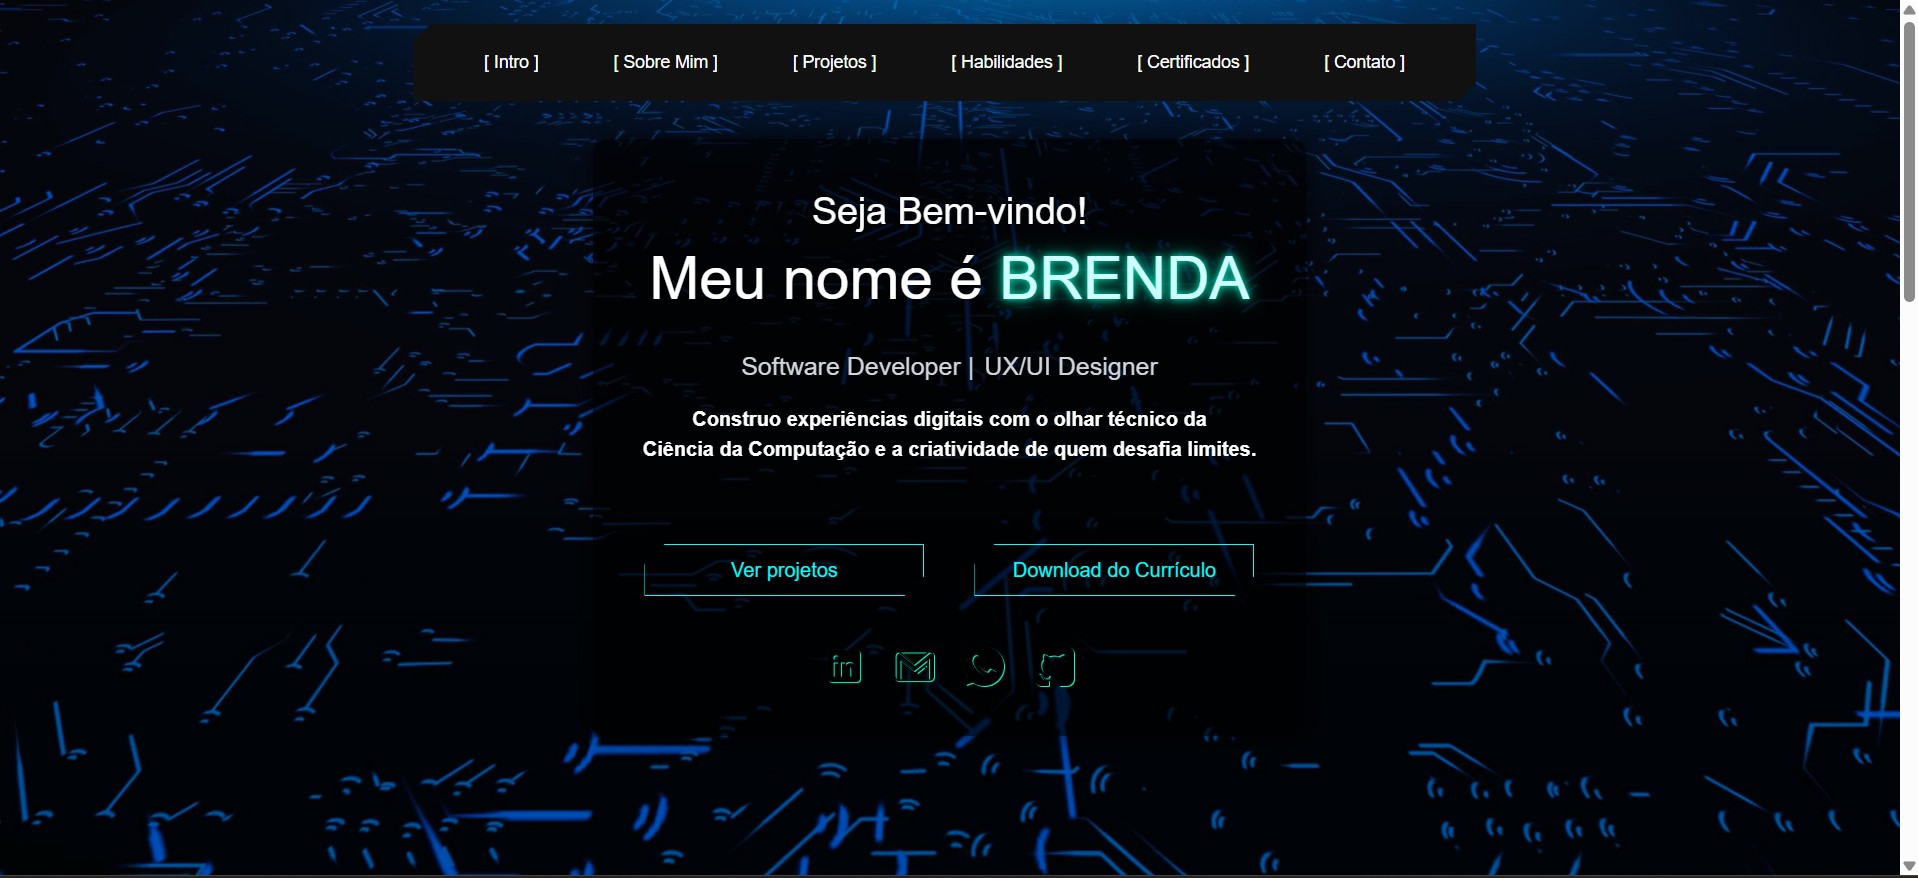 [ Intro ] [ Sobre Mim ] [ Projetos ] [ Habilidades ] [ Certificados ] [ Contato ]
Seja Bem-vindo!
Meu nome é BRENDA
Software Developer | UX/UI Designer
Construo experiências digitais com o olhar técnico da
Ciência da Computação e a criatividade de quem desafia limites.
Ver projetos Download do Currículo
in